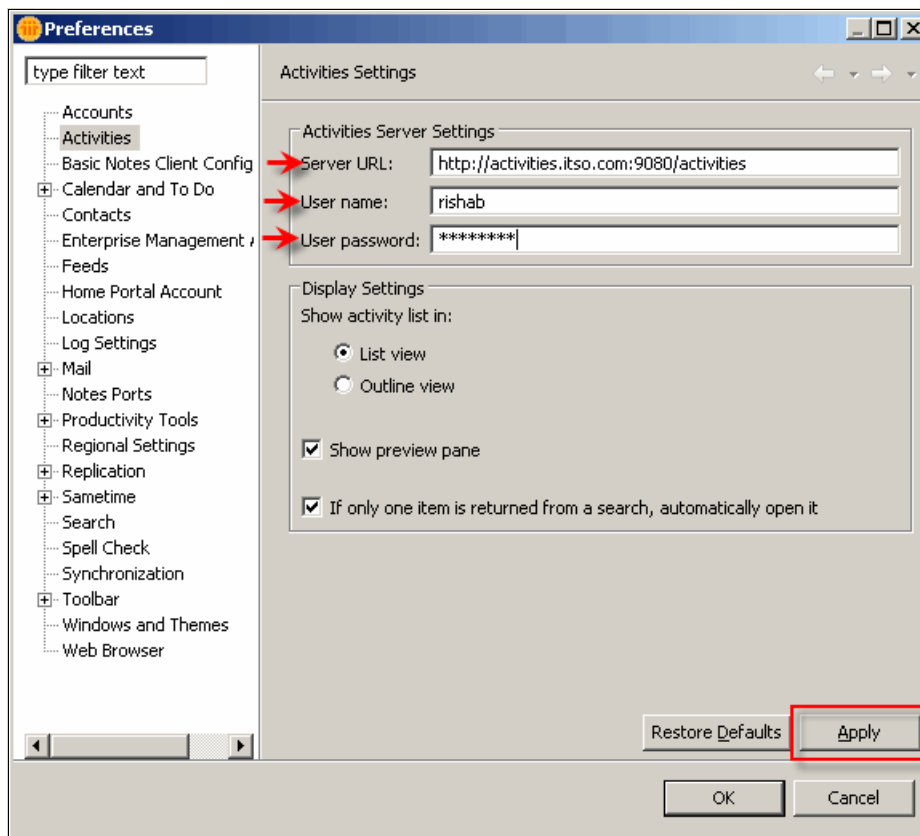 Preferences
type filter text
Accounts
Activities
Basic Notes Client Config
Calendar and To Do
Contacts
Enterprise Management
Feeds
Home Portal Account
Locations
Log Settings
Mail
Notes Ports
Productivity Tools
Regional Settings
Replication
Sametime
Search
Spell Check
Synchronization
Toolbar
Windows and Themes
Web Browser
Activities Settings
Activities Server Settings
Server URL: http://activities.itso.com:9080/activities
User name: rishab
User password: ********
Display Settings
Show activity list in:
List view
Outline view
Show preview pane
If only one item is returned from a search, automatically open it
Restore Defaults Apply
OK Cancel